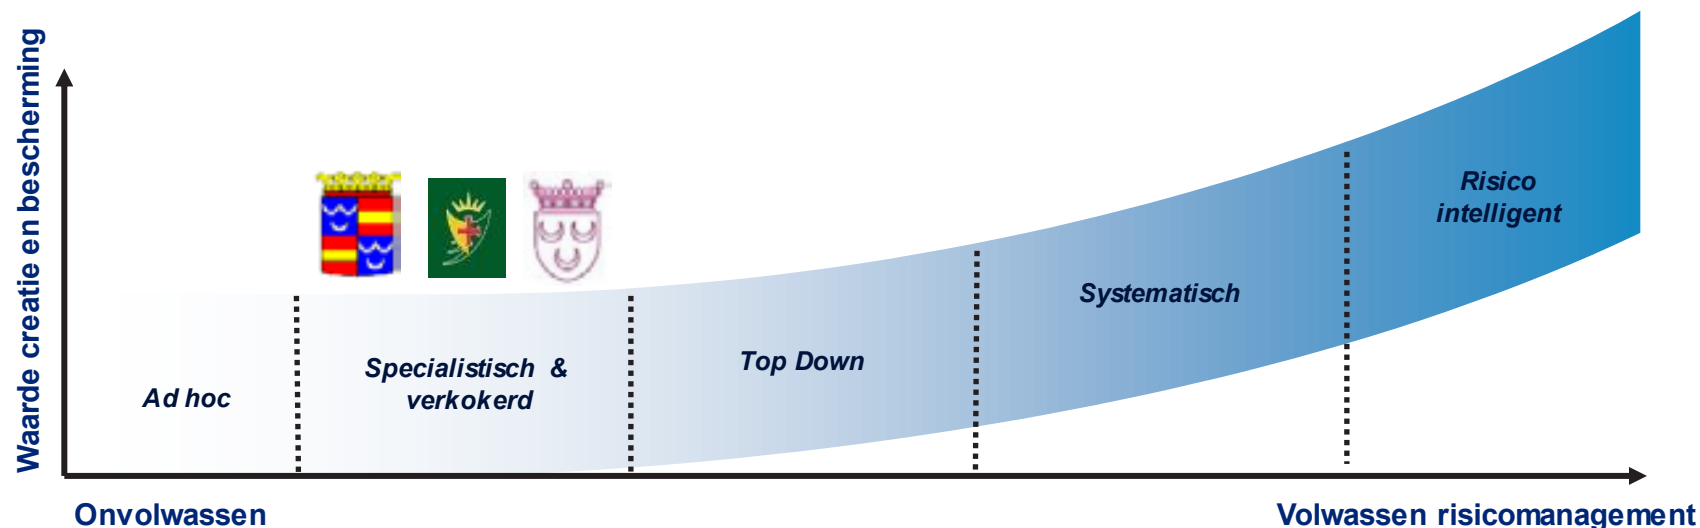 Waarde creatie en bescherming
Ad hoc
Specialistisch &
verkokerd
Top Down
Systematisch
Risico
intelligent
Onvolwassen
Volwassen risicomanagement